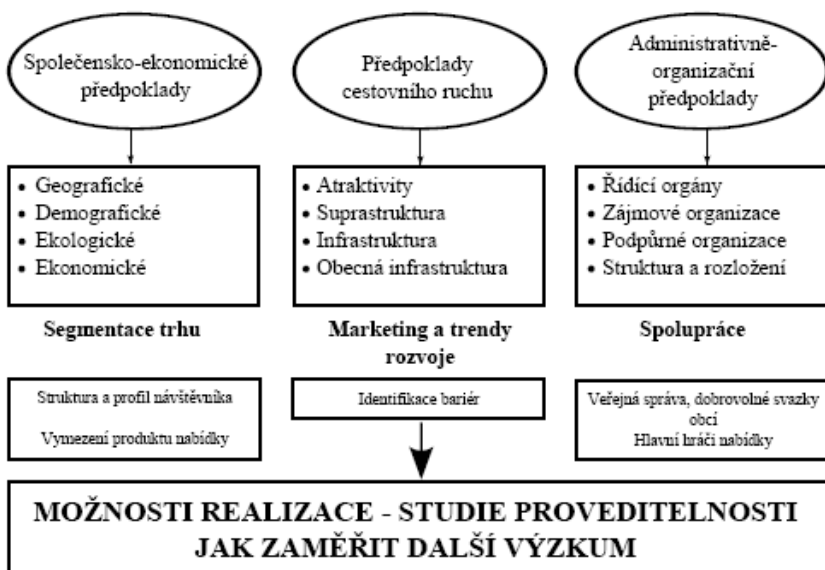 Společensko-ekonomické
předpoklady
Předpoklady
cestovního ruchu
Administrativně-
organizační
předpoklady
• Geografické
• Demografické
• Ekologické
• Ekonomické
• Atraktivity
• Suprastruktura
• Infrastruktura
• Obecná infrastruktura
• Řídící orgány
• Zájmové organizace
• Podpůrné organizace
• Struktura a rozložení
Segmentace trhu
Marketing a trendy
rozvoje
Spolupráce
Struktura a profil návštěvníka
Vymezení produktu nabídky
Identifikace bariér
Veřejná správa, dobrovolné svazky
obcí
Hlavní hráči nabídky
MOŽNOSTI REALIZACE - STUDIE PROVEDITELNOSTI
JAK ZAMĚŘIT DALŠÍ VÝZKUM